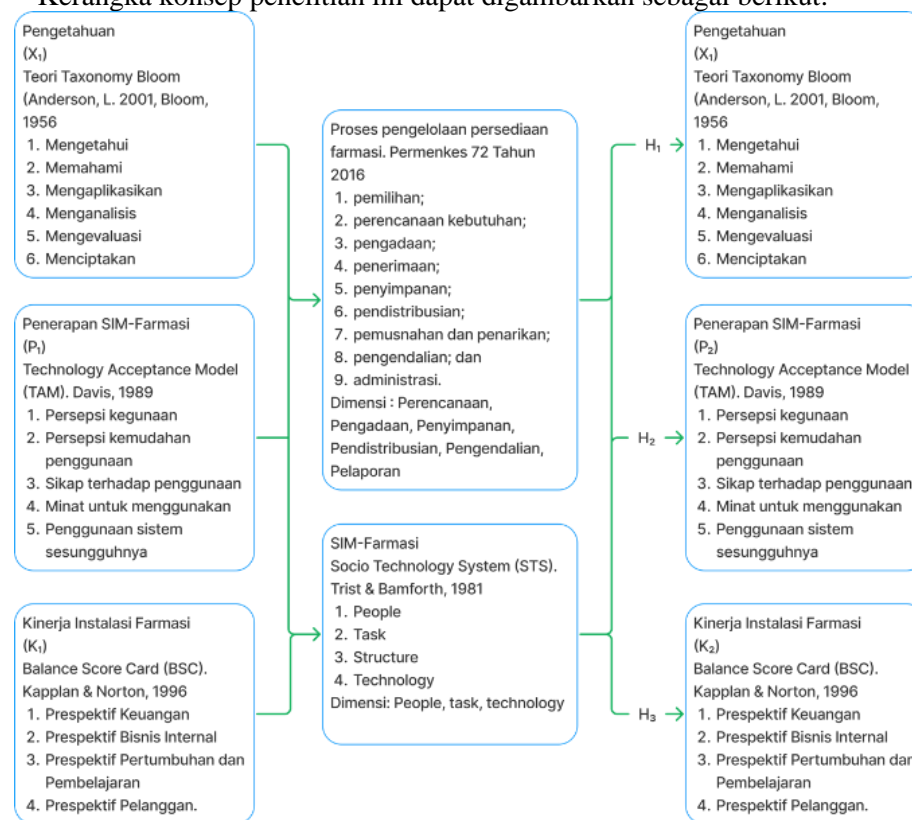 Kerangka konsep penelitian ini dapat digambarkan sebagai berikut:
Pengetahuan
(X₁)
Teori Taxonomy Bloom
(Anderson, L. 2001, Bloom,
1956
1. Mengetahui
2. Memahami
3. Mengaplikasikan
4. Menganalisis
5. Mengevaluasi
6. Menciptakan
Penerapan SIM-Farmasi
(P₁)
Technology Acceptance Model
(TAM). Davis, 1989
1. Persepsi kegunaan
2. Persepsi kemudahan
penggunaan
3. Sikap terhadap penggunaan
4. Minat untuk menggunakan
5. Penggunaan sistem
sesungguhnya
Kinerja Instalasi Farmasi
(K₁)
Balance Score Card (BSC).
Kapplan & Norton, 1996
1. Prespektif Keuangan
2. Prespektif Bisnis Internal
3. Prespektif Pertumbuhan dan
Pembelajaran
4. Prespektif Pelanggan.
Proses pengelolaan persediaan
farmasi. Permenkes 72 Tahun
2016
1. pemilihan;
2. perencanaan kebutuhan;
3. pengadaan;
4. penerimaan;
5. penyimpanan;
6. pendistribusian;
7. pemusnahan dan penarikan;
8. pengendalian; dan
9. administrasi.
Dimensi : Perencanaan,
Pengadaan, Penyimpanan,
Pendistribusian, Pengendalian,
Pelaporan
SIM-Farmasi
Socio Technology System (STS).
Trist & Bamforth, 1981
1. People
2. Task
3. Structure
4. Technology
Dimensi: People, task, technology
H₁
H₂
H₃
Pengetahuan
(X₁)
Teori Taxonomy Bloom
(Anderson, L. 2001, Bloom,
1956
1. Mengetahui
2. Memahami
3. Mengaplikasikan
4. Menganalisis
5. Mengevaluasi
6. Menciptakan
Penerapan SIM-Farmasi
(P₂)
Technology Acceptance Model
(TAM). Davis, 1989
1. Persepsi kegunaan
2. Persepsi kemudahan
penggunaan
3. Sikap terhadap penggunaan
4. Minat untuk menggunakan
5. Penggunaan sistem
sesungguhnya
Kinerja Instalasi Farmasi
(K₂)
Balance Score Card (BSC).
Kapplan & Norton, 1996
1. Prespektif Keuangan
2. Prespektif Bisnis Internal
3. Prespektif Pertumbuhan dan
Pembelajaran
4. Prespektif Pelanggan.